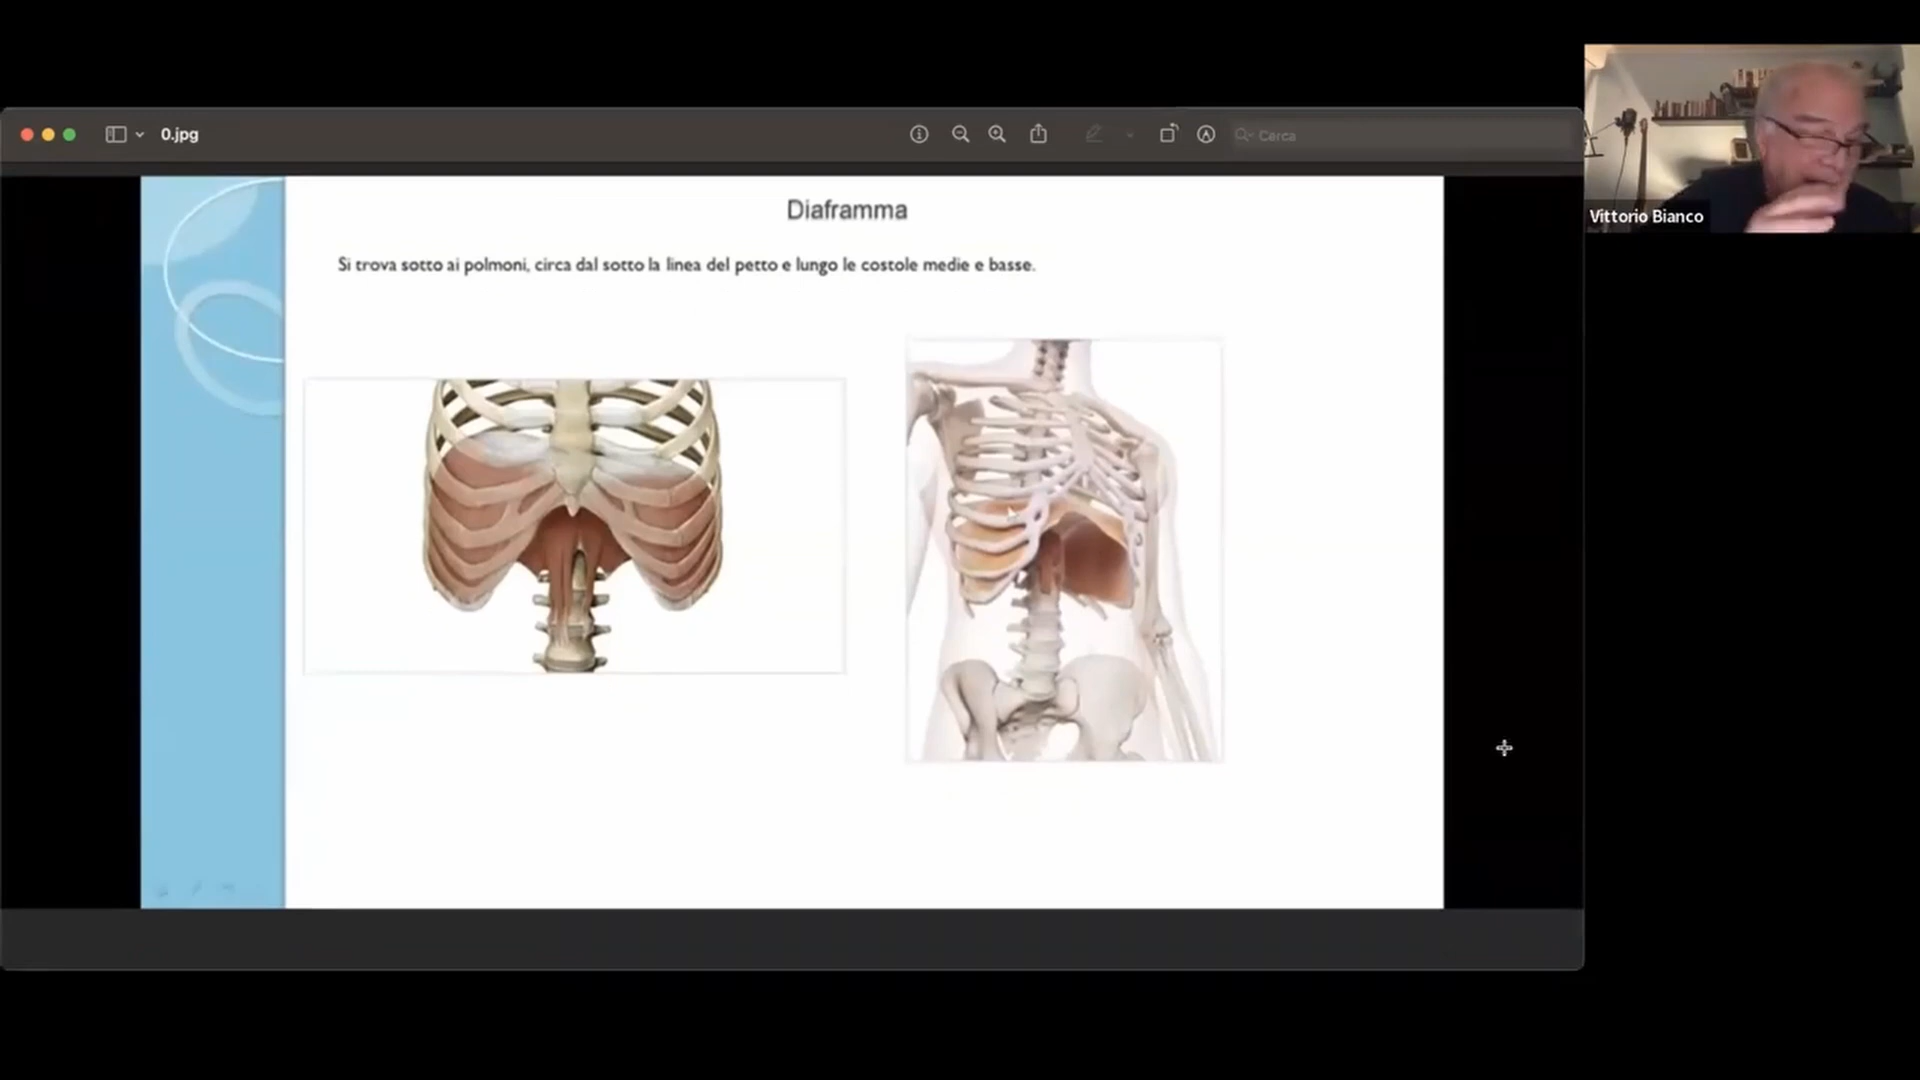 0.jpg
Cerca
Vittorio Bianco
Diaframma
Si trova sotto ai polmoni, circa dal sotto la linea del petto e lungo le costole medie e basse.